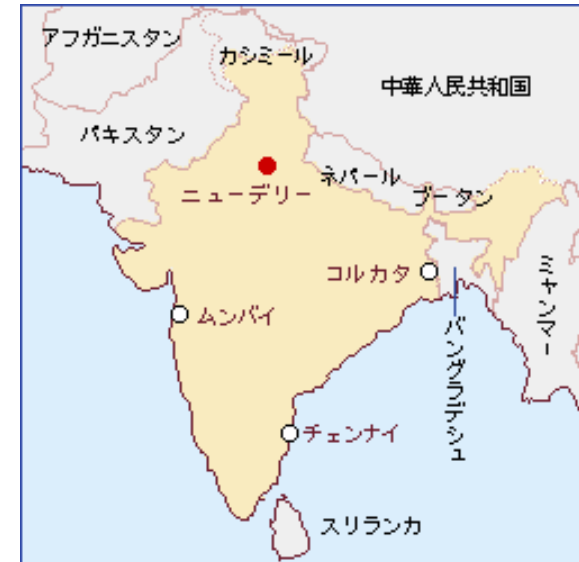 アフガニスタン
カシミール
中華人民共和国
パキスタン
ネパール
ニューデリー
ブータン
コルカタ
ミャンマー
ムンバイ
バングラデシュ
チェンナイ
スリランカ